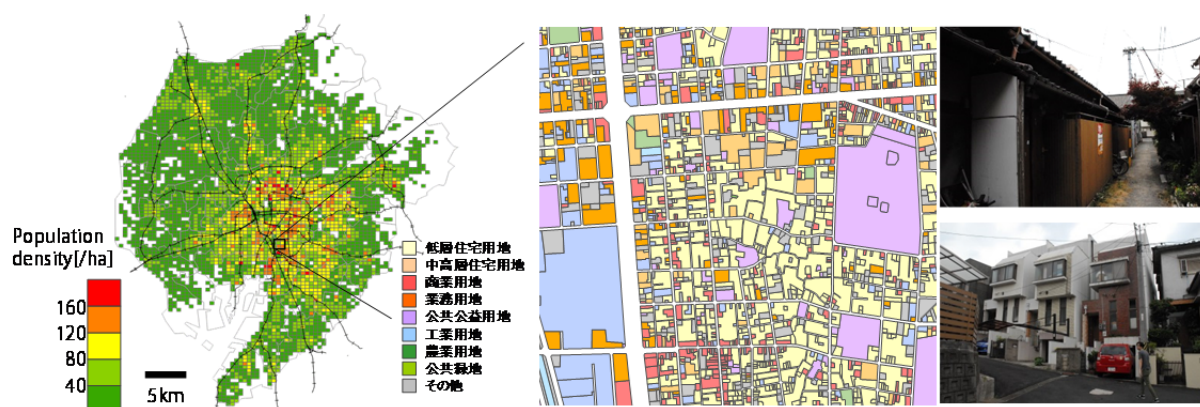 Population
density[/ha]
160
120
80
40
5km
低層住宅用地
中高層住宅用地
商業用地
業務用地
公共公益用地
工業用地
農業用地
公共緑地
その他